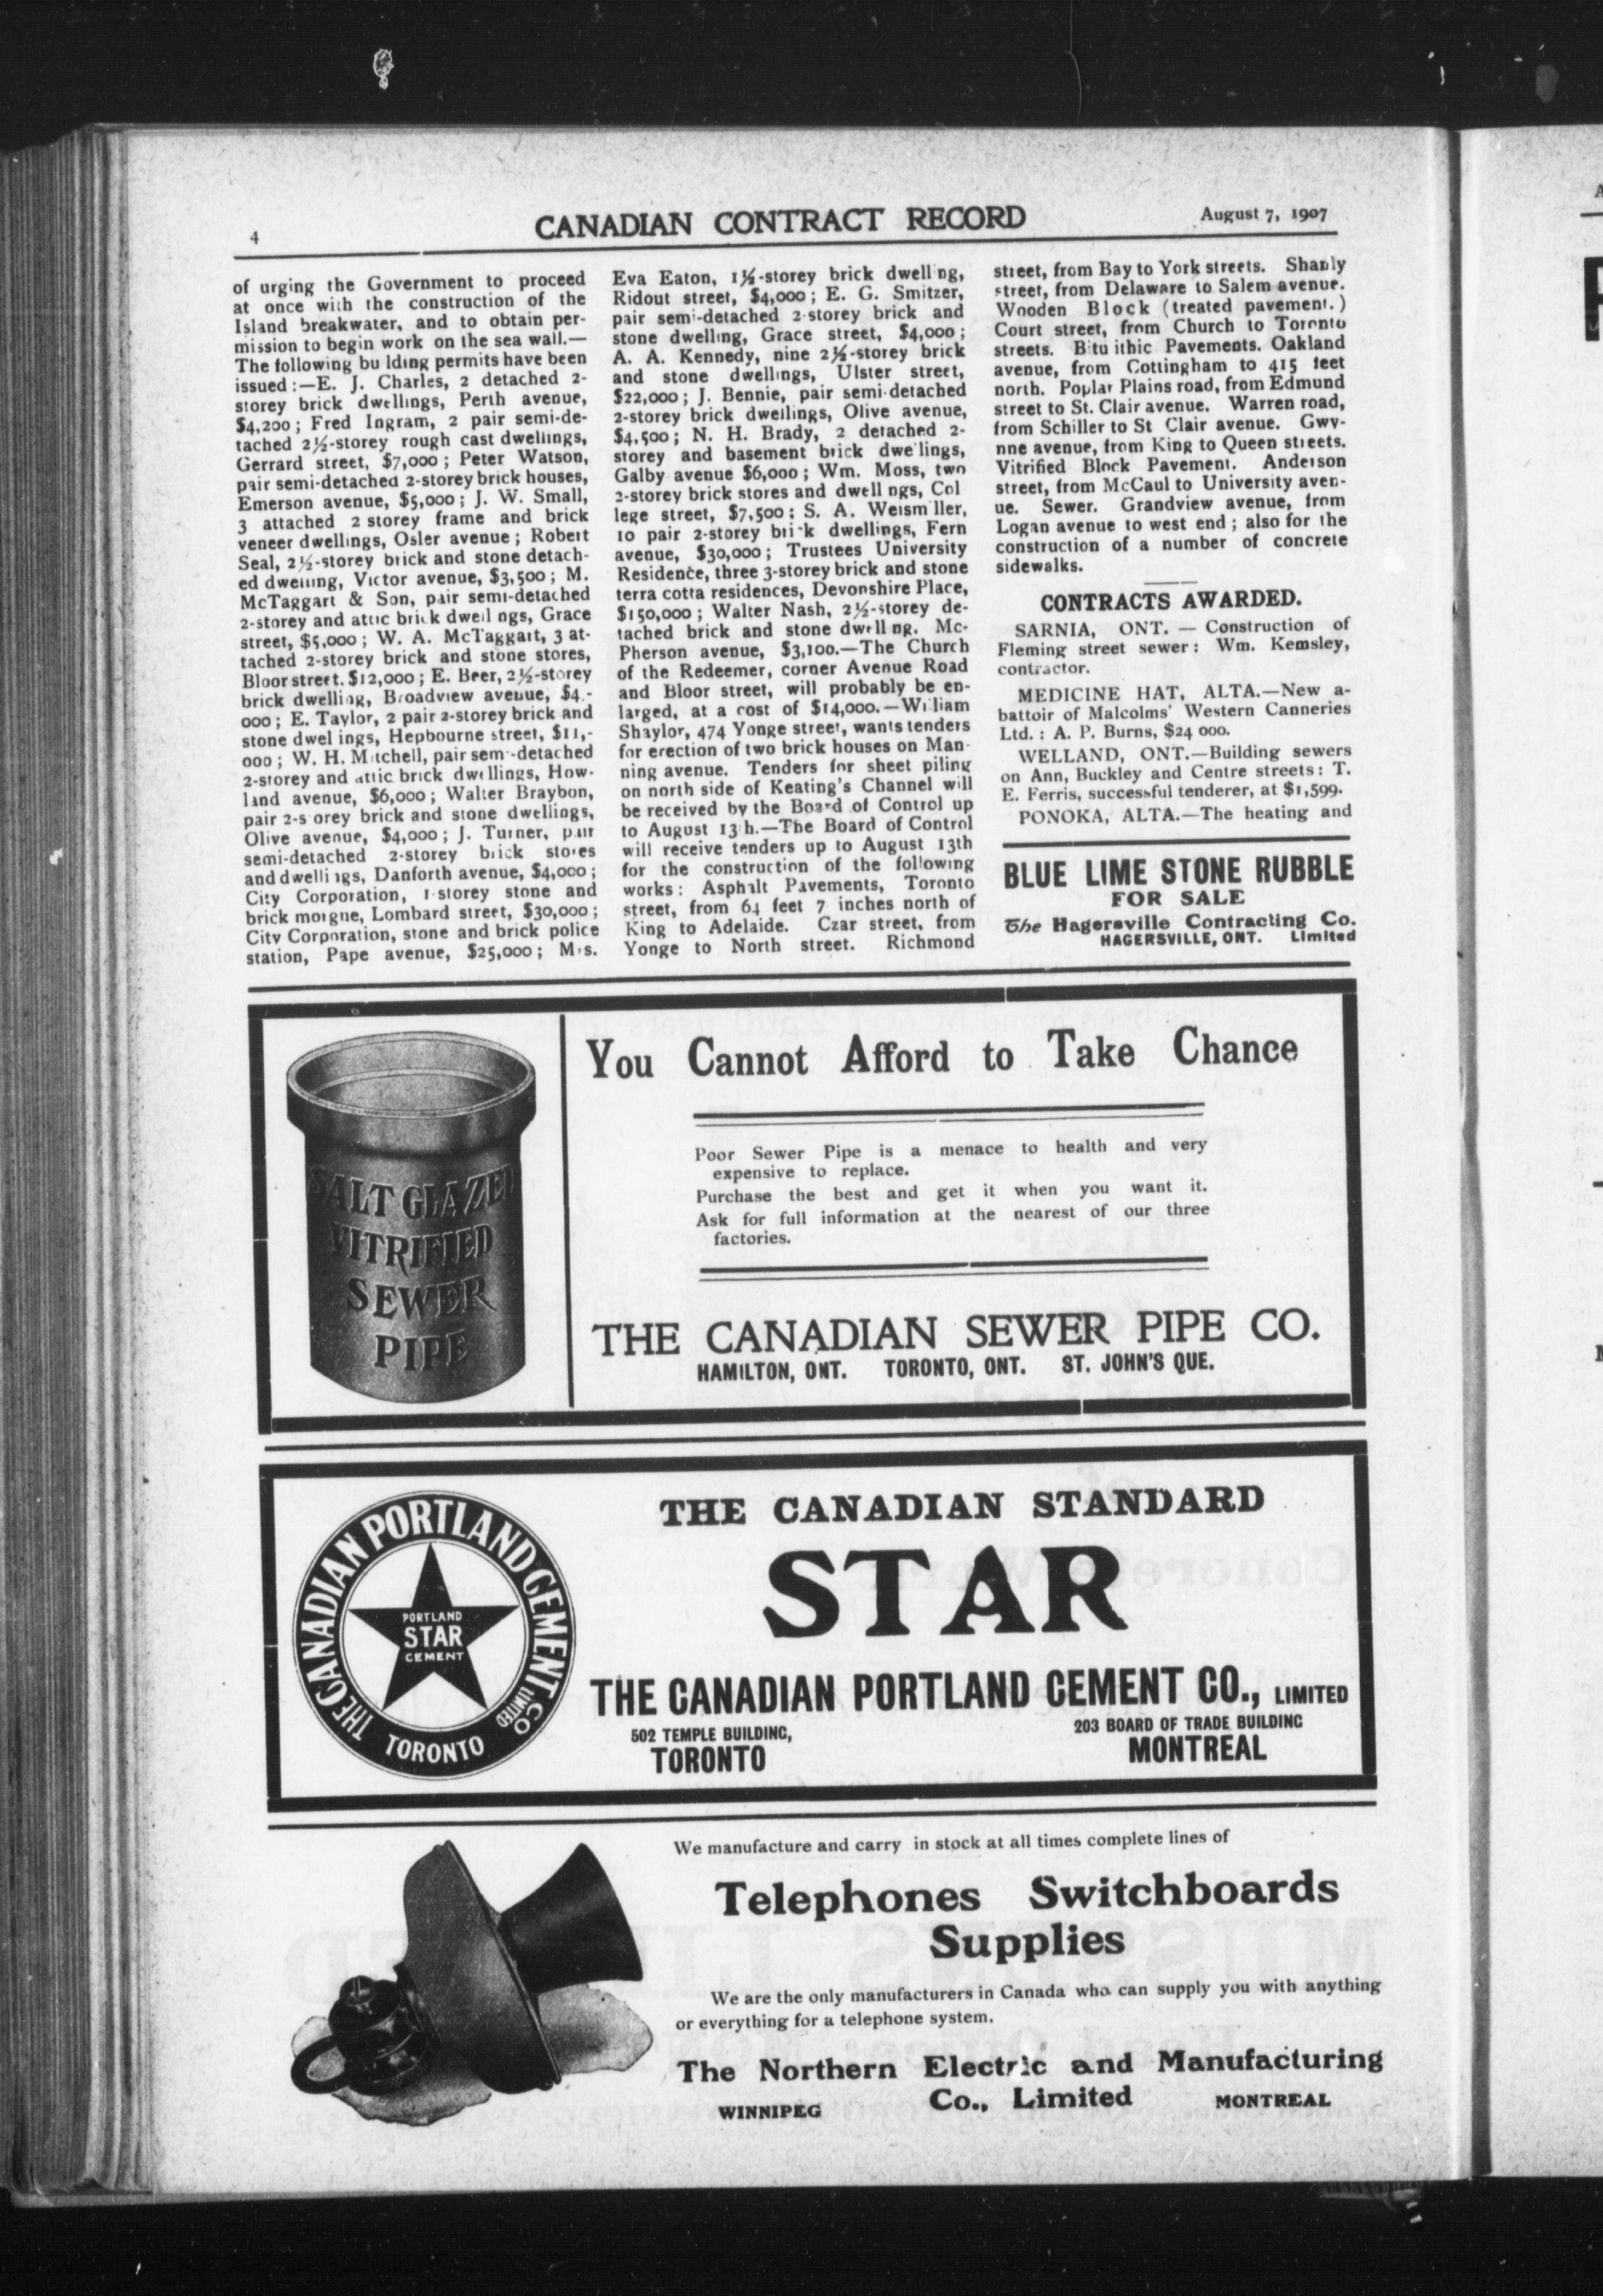 4
CANADIAN CONTRACT RECORD
August 7, 1907
of urging the Government to proceed
at once with the construction of the
Island breakwater, and to obtain per-
mission to begin work on the sea wall.—
The following bu lding permits have been
issued :—E. J. Charles, 2 detached 2-
storey brick dwellings, Perth avenue,
$4,200 ; Fred Ingram, 2 pair semi-de-
tached 2½-storey rough cast dwellings,
Gerrard street, $7,000 ; Peter Watson,
pair semi-detached 2-storey brick houses,
Emerson avenue, $5,000 ; J. W. Small,
3 attached 2 storey frame and brick
veneer dwellings, Osler avenue ; Robert
Seal, 2½-storey brick and stone detach-
ed dwelling, Victor avenue, $3,500 ; M.
McTaggart & Son, pair semi-detached
2-storey and attic brick dwell ngs, Grace
street, $5,000 ; W. A. McTaggart, 3 at-
tached 2-storey brick and stone stores,
Bloor street, $12,000 ; E. Beer, 2½-storey
brick dwelling, Broadview avenue, $4,-
000 ; E. Taylor, 2 pair 2-storey brick and
stone dwel ings, Hepbourne street, $11,-
000 ; W. H. Mitchell, pair semi-detached
2-storey and attic brick dwellings, How-
land avenue, $6,000 ; Walter Braybon,
pair 2-s orey brick and stone dwellings,
Olive avenue, $4,000 ; J. Turner, pair
semi-detached 2-storey brick stores
and dwellings, Danforth avenue, $4,000 ;
City Corporation, 1-storey stone and
brick morgue, Lombard street, $30,000 ;
City Corporation, stone and brick police
station, Pape avenue, $25,000 ; Mrs.
Eva Eaton, 1½-storey brick dwell ng,
Ridout street, $4,000 ; E. G. Smitzer,
pair semi-detached 2-storey brick and
stone dwelling, Grace street, $4,000 ;
A. A. Kennedy, nine 2½-storey brick
and stone dwellings, Ulster street,
$22,000 ; J. Bennie, pair semi-detached
2-storey brick dwellings, Olive avenue,
$4,500 ; N. H. Brady, 2 detached 2-
storey and basement brick dwe lings,
Galby avenue $6,000 ; Wm. Moss, two
2-storey brick stores and dwell ngs, Col
lege street, $7,500 : S. A. Weism ller,
10 pair 2-storey brick dwellings, Fern
avenue, $30,000 ; Trustees University
Residence, three 3-storey brick and stone
terra cotta residences, Devonshire Place,
$150,000 ; Walter Nash, 2½-storey de-
tached brick and stone dwell ng, Mc-
Pherson avenue, $3,100.—The Church
of the Redeemer, corner Avenue Road
and Bloor street, will probably be en-
larged, at a cost of $14,000.—William
Shaylor, 474 Yonge street, wants tenders
for erection of two brick houses on Man-
ning avenue. Tenders for sheet piling
on north side of Keating's Channel will
be received by the Board of Control up
to August 13th.—The Board of Control
will receive tenders up to August 13th
for the construction of the following
works : Asphalt Pavements, Toronto
street, from 64 feet 7 inches north of
King to Adelaide. Czar street, from
Yonge to North street. Richmond
street, from Bay to York streets. Shanly
street, from Delaware to Salem avenue.
Wooden Block (treated pavement.)
Court street, from Church to Toronto
streets. Bitu ithic Pavements. Oakland
avenue, from Cottingham to 415 feet
north. Poplar Plains road, from Edmund
street to St. Clair avenue. Warren road,
from Schiller to St Clair avenue. Gwy-
nne avenue, from King to Queen streets.
Vitrified Block Pavement. Anderson
street, from McCaul to University aven-
ue. Sewer. Grandview avenue, from
Logan avenue to west end ; also for the
construction of a number of concrete
sidewalks.
CONTRACTS AWARDED.
SARNIA, ONT. — Construction of
Fleming street sewer : Wm. Kemsley,
contractor.
MEDICINE HAT, ALTA.—New a-
battoir of Malcolms' Western Canneries
Ltd. : A. P. Burns, $24 000.
WELLAND, ONT.—Building sewers
on Ann, Buckley and Centre streets : T.
E. Ferris, successful tenderer, at $1,599.
PONOKA, ALTA.—The heating and
BLUE LIME STONE RUBBLE
FOR SALE
The Hagersville Contracting Co.
HAGERSVILLE, ONT. Limited
SALT GLAZED
VITRIFIED
SEWER
PIPE
You Cannot Afford to Take Chance
Poor Sewer Pipe is a menace to health and very
expensive to replace.
Purchase the best and get it when you want it.
Ask for full information at the nearest of our three
factories.
THE CANADIAN SEWER PIPE CO.
HAMILTON, ONT. TORONTO, ONT. ST. JOHN'S QUE.
THE CANADIAN PORTLAND CEMENT CO LIMITED
TORONTO
PORTLAND
STAR
CEMENT
THE CANADIAN STANDARD
STAR
THE CANADIAN PORTLAND CEMENT CO., LIMITED
502 TEMPLE BUILDING, 203 BOARD OF TRADE BUILDING
TORONTO MONTREAL
We manufacture and carry in stock at all times complete lines of
Telephones Switchboards
Supplies
We are the only manufacturers in Canada who can supply you with anything
or everything for a telephone system.
The Northern Electric and Manufacturing
Co., Limited
WINNIPEG MONTREAL